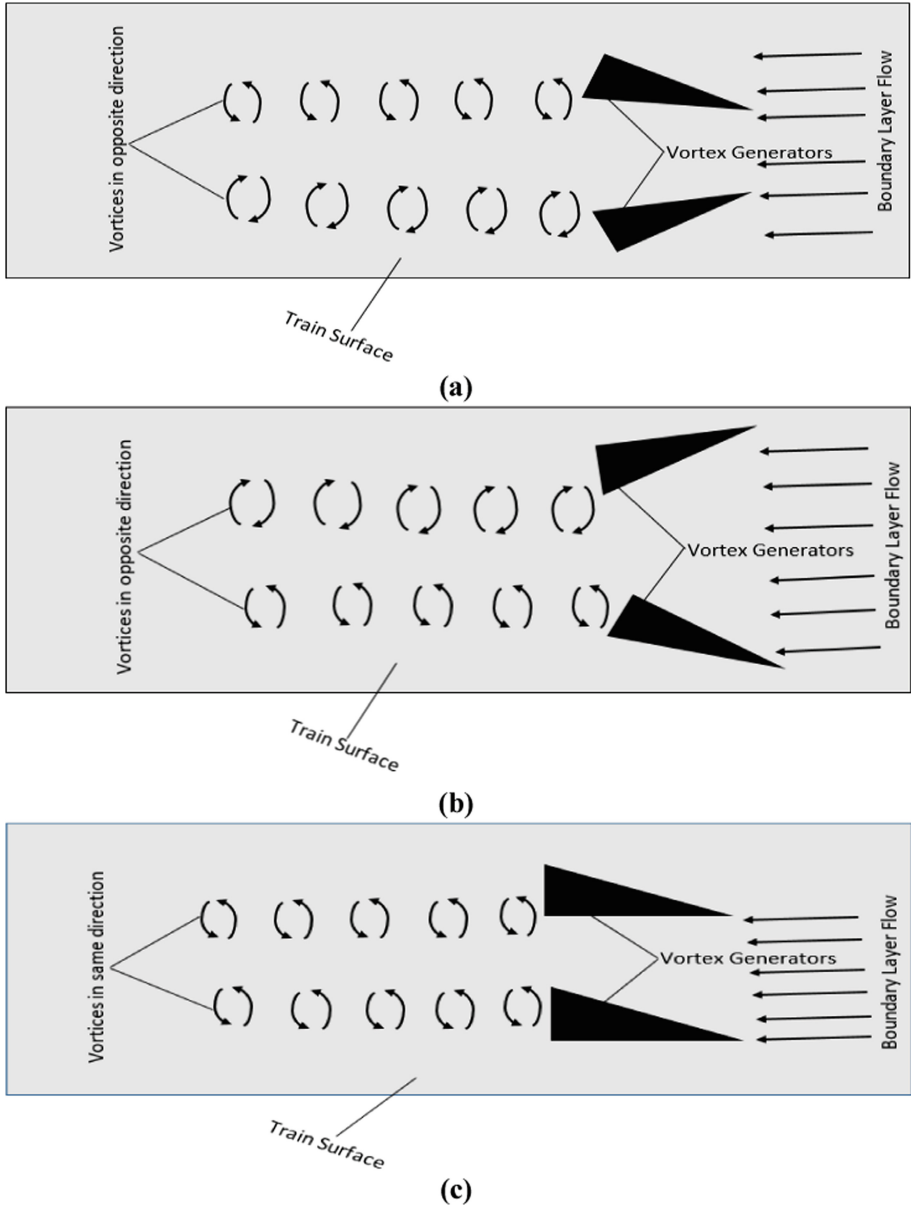 Vortices in opposite direction
Vortex Generators
Boundary Layer Flow
Train Surface
(a)
Vortices in opposite direction
Vortex Generators
Boundary Layer Flow
Train Surface
(b)
Vortices in same direction
Vortex Generators
Boundary Layer Flow
Train Surface
(c)